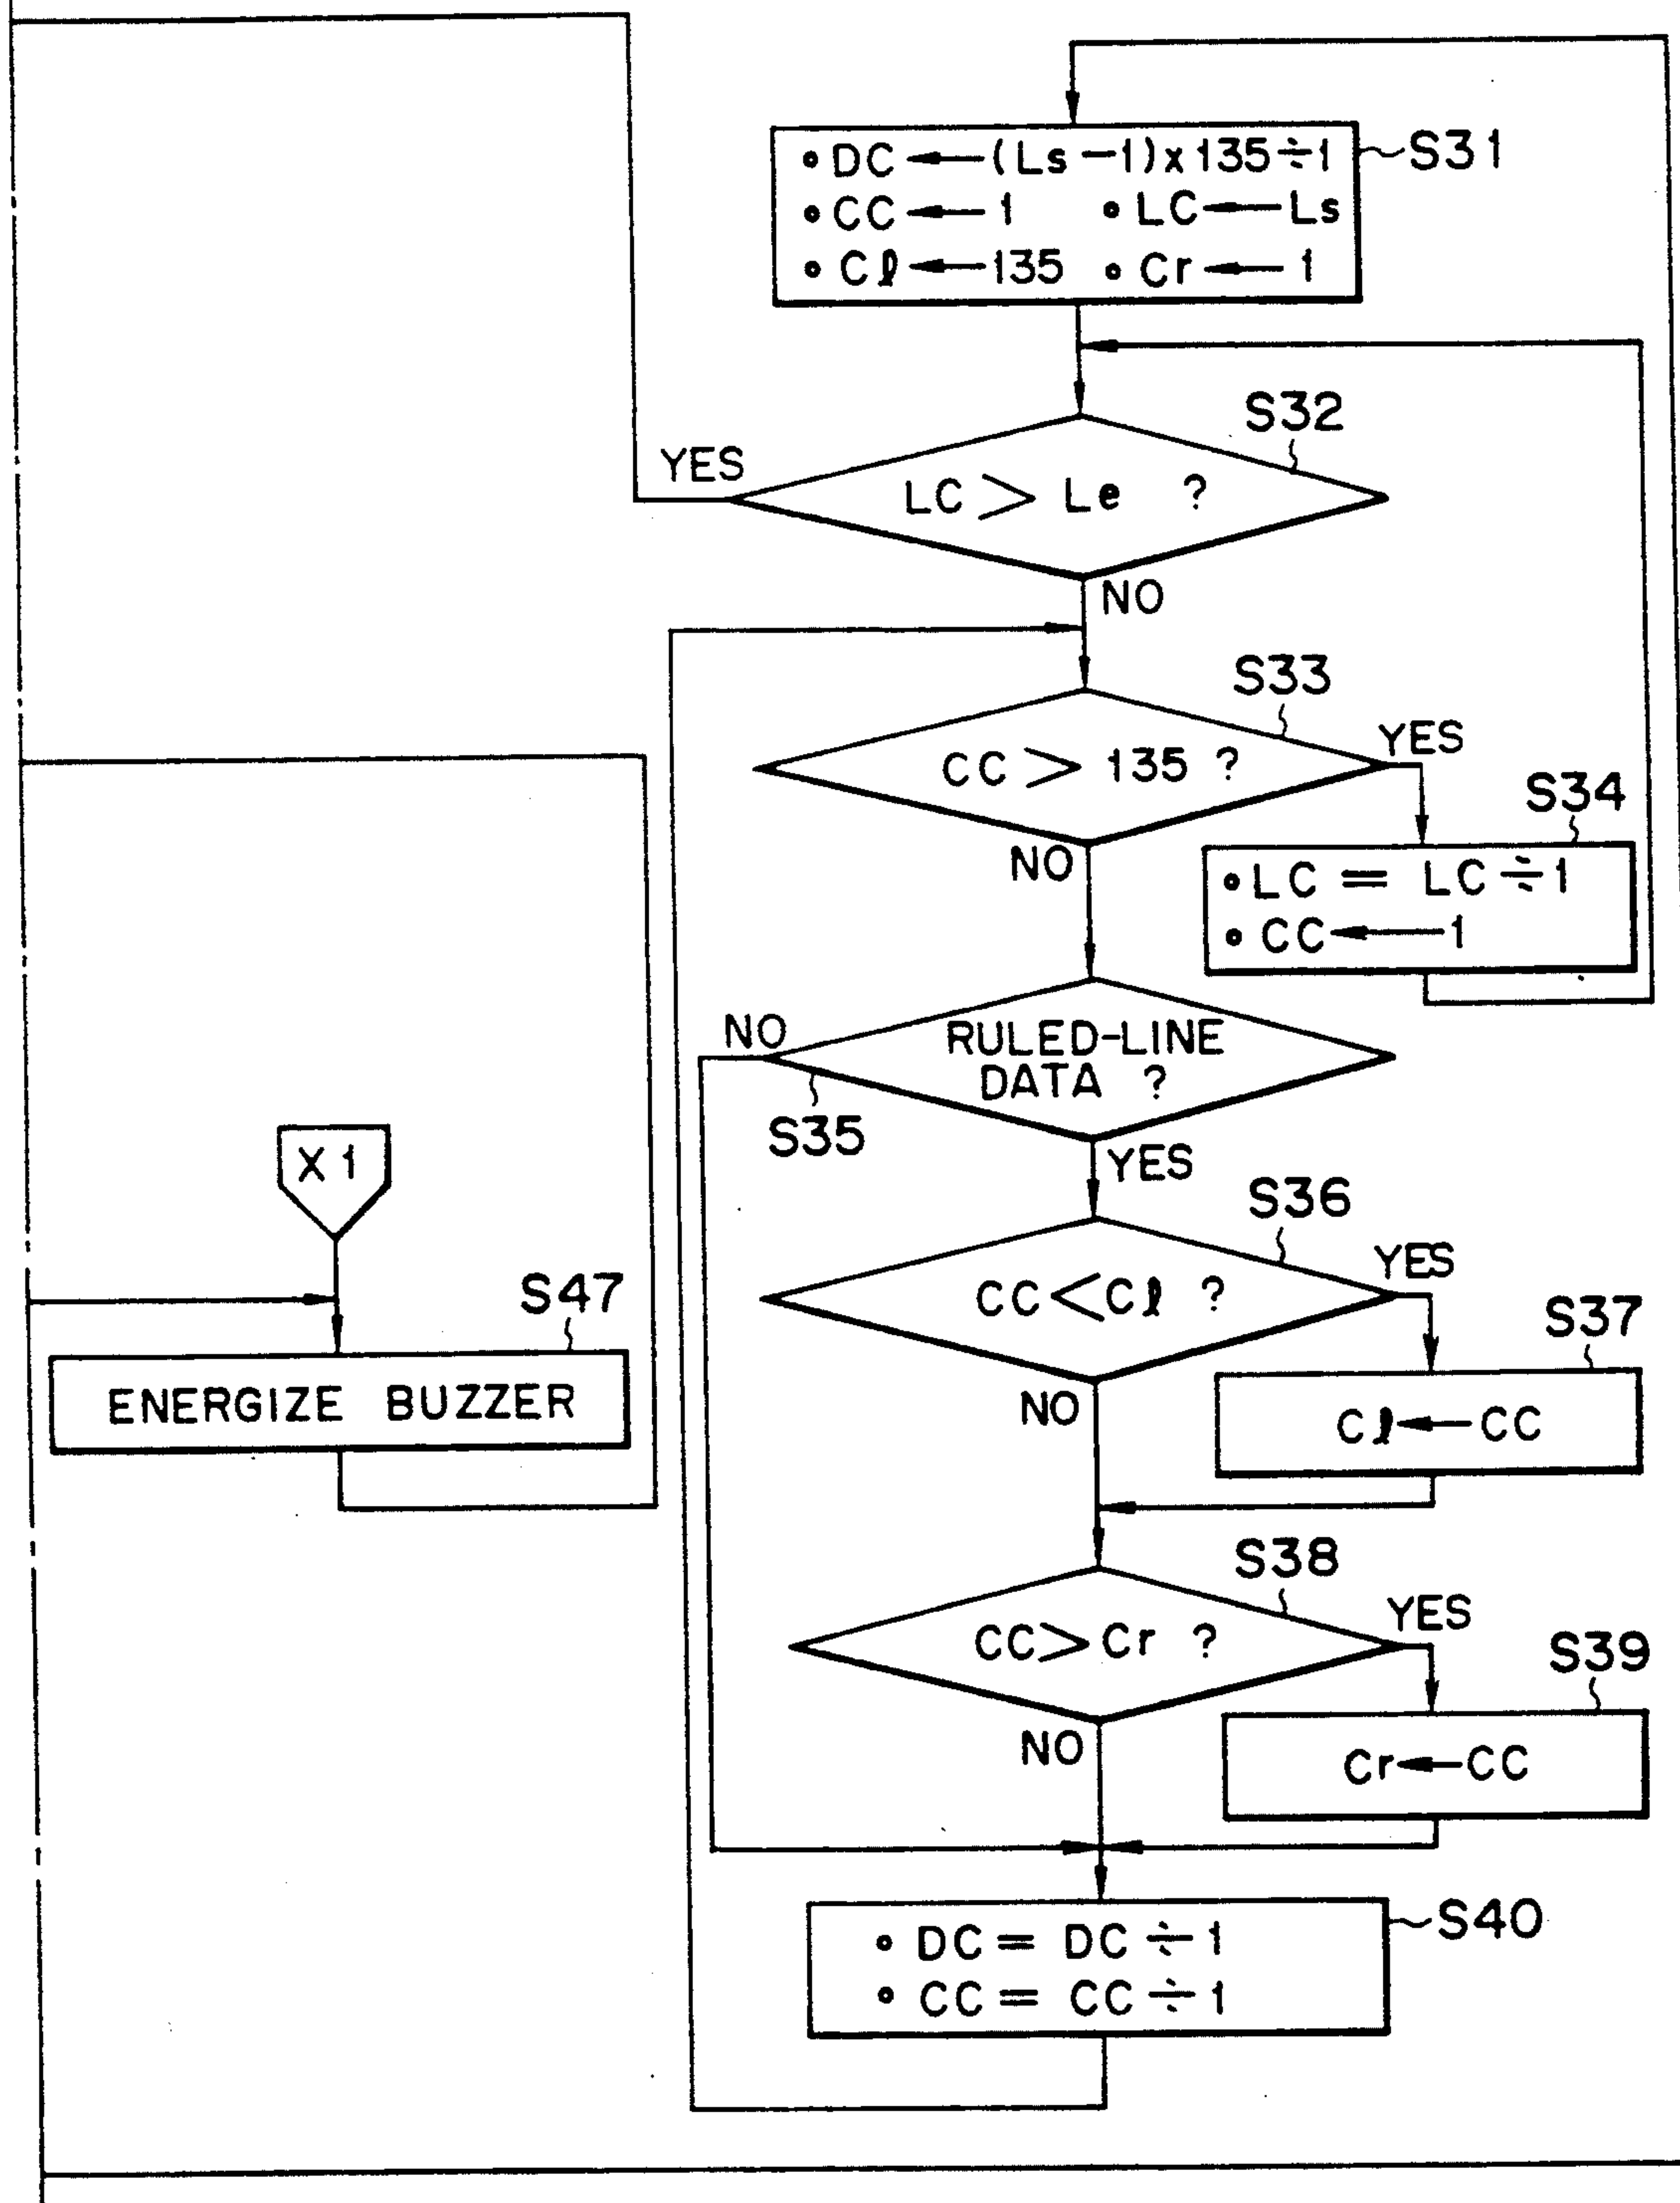 • DC ← (Ls − 1) x 135 ÷ 1
S31
• CC ← 1 • LC ← Ls
• Cℓ ← 135 • Cr ← 1
S32
YES
LC > Le ?
NO
S33
YES
CC > 135 ?
S34
NO
• LC = LC ÷ 1
• CC ← 1
NO
RULED-LINE
DATA ?
S35
YES
X1
S36
YES
CC < Cℓ ?
S47
S37
ENERGIZE BUZZER
NO
Cℓ ← CC
S38
YES
CC > Cr ?
S39
NO
Cr ← CC
S40
• DC = DC ÷ 1
• CC = CC ÷ 1